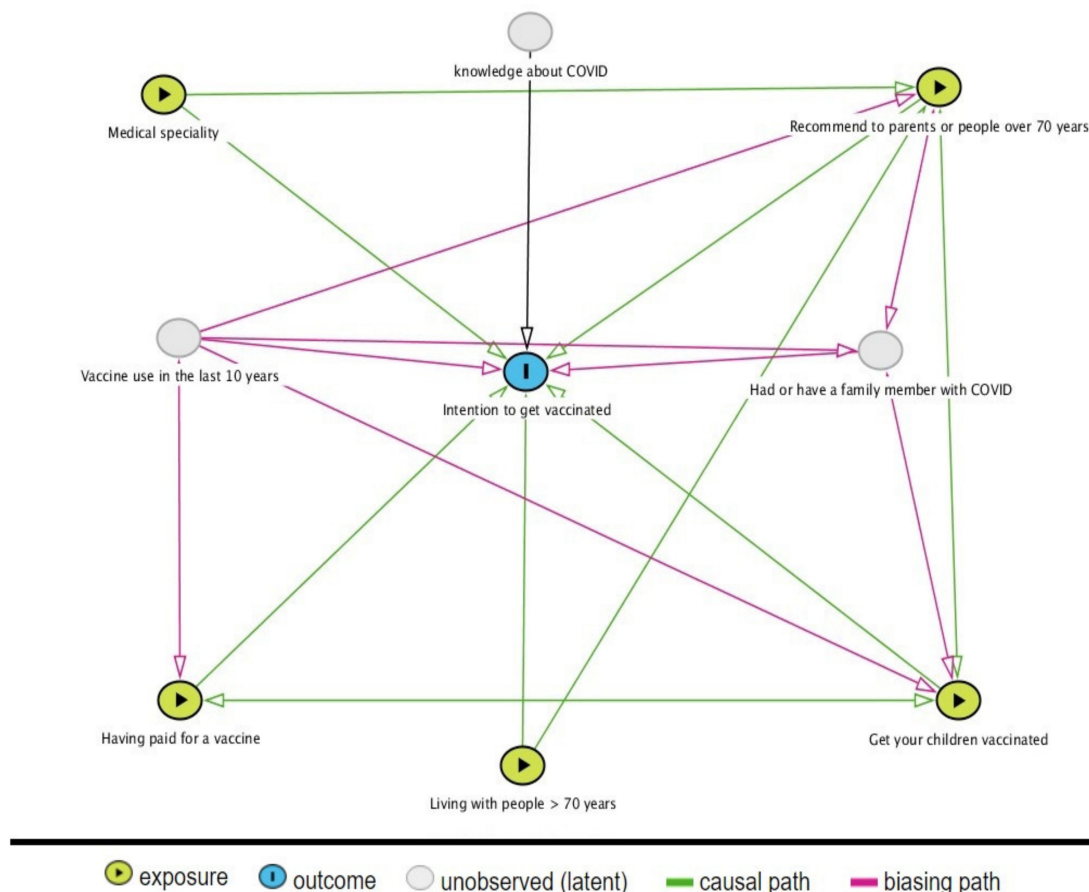 knowledge about COVID
Medical speciality
Recommend to parents or people over 70 years
Vaccine use in the last 10 years
Had or have a family member with COVID
Intention to get vaccinated
Having paid for a vaccine
Get your children vaccinated
Living with people > 70 years
exposure
outcome
unobserved (latent)
causal path
biasing path